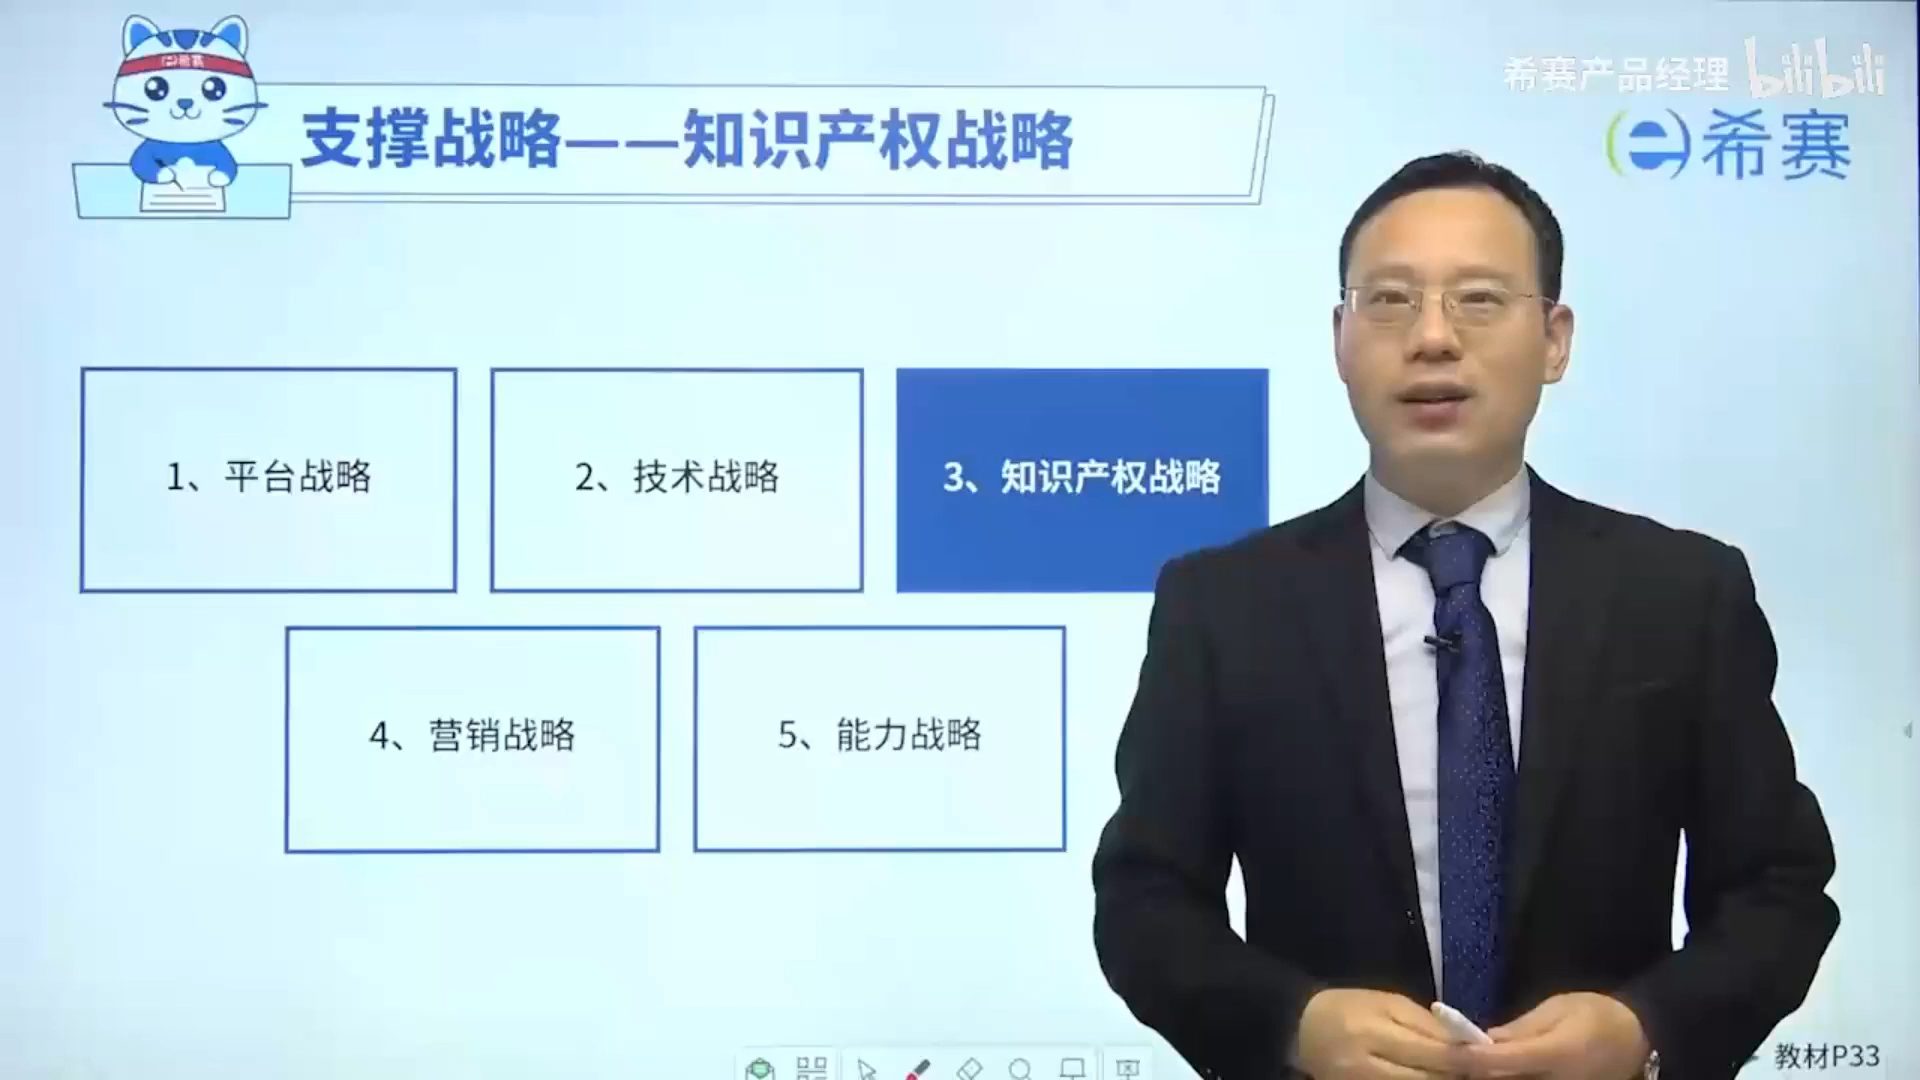 希赛
希赛产品经理 bilibili
支撑战略——知识产权战略
希赛
1、平台战略
2、技术战略
3、知识产权战略
4、营销战略
5、能力战略
教材P33